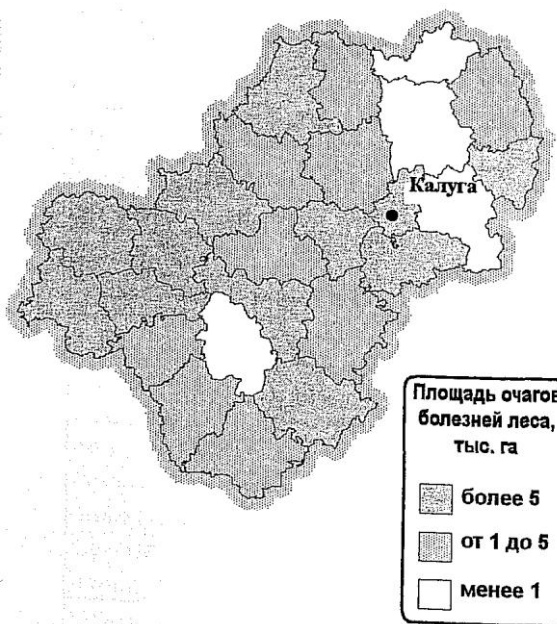 Калуга
Площадь очагов
болезней леса,
тыс. га
более 5
от 1 до 5
менее 1